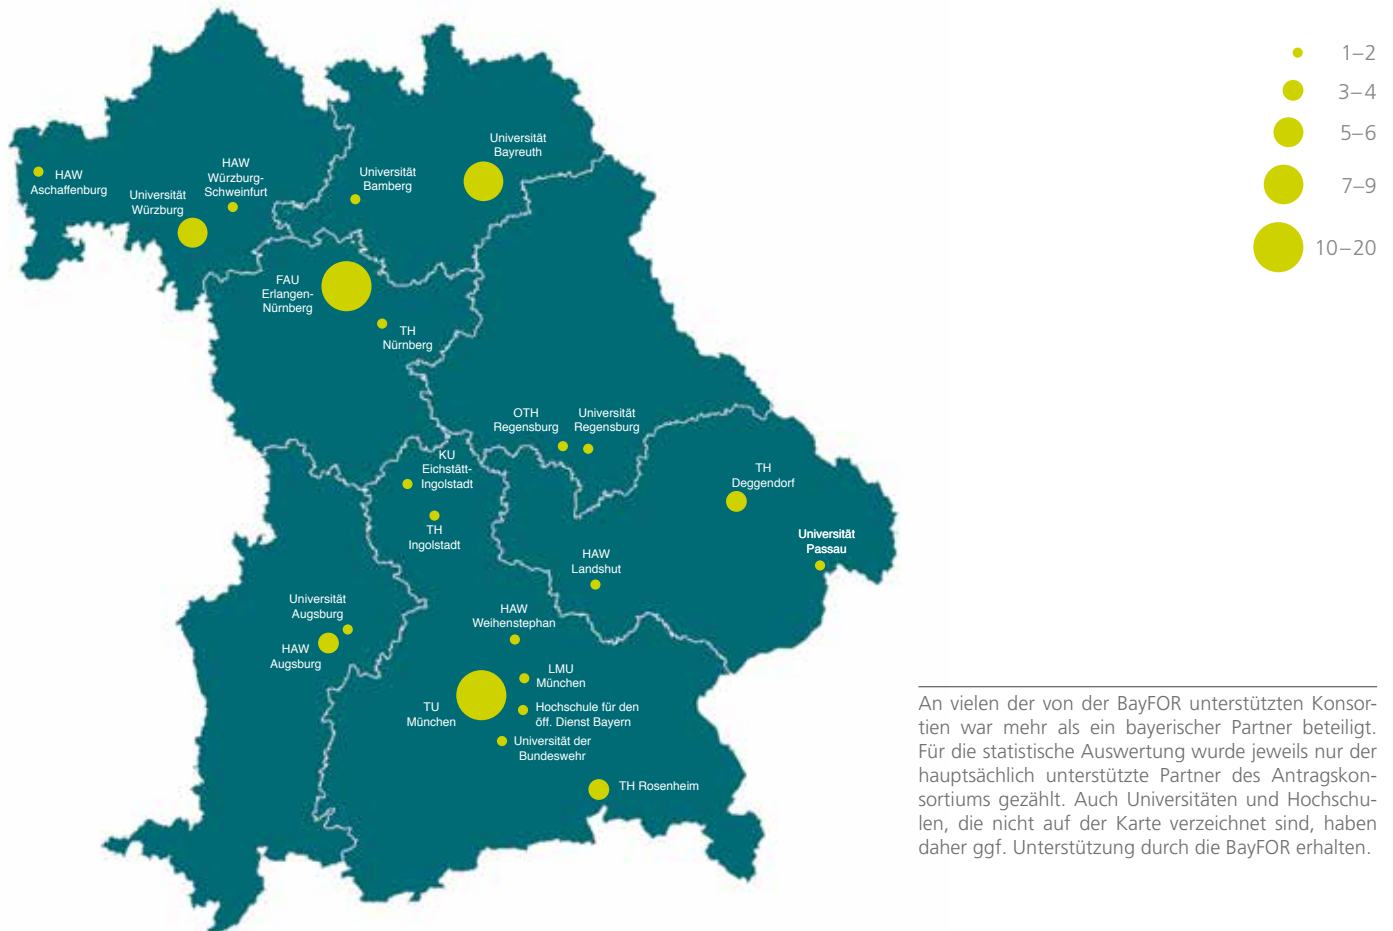 1–2
3–4
5–6
7–9
10–20
HAW
Aschaffenburg
Universität
Würzburg
HAW
Würzburg-
Schweinfurt
Universität
Bamberg
Universität
Bayreuth
FAU
Erlangen-
Nürnberg
TH
Nürnberg
OTH
Regensburg
Universität
Regensburg
KU
Eichstätt-
Ingolstadt
TH
Ingolstadt
TH
Deggendorf
Universität
Passau
HAW
Landshut
Universität
Augsburg
HAW
Augsburg
HAW
Weihenstephan
LMU
München
TU
München
Hochschule für den
öff. Dienst Bayern
Universität der
Bundeswehr
TH Rosenheim
An vielen der von der BayFOR unterstützten Konsor-
tien war mehr als ein bayerischer Partner beteiligt.
Für die statistische Auswertung wurde jeweils nur der
hauptsächlich unterstützte Partner des Antragskon-
sortiums gezählt. Auch Universitäten und Hochschu-
len, die nicht auf der Karte verzeichnet sind, haben
daher ggf. Unterstützung durch die BayFOR erhalten.